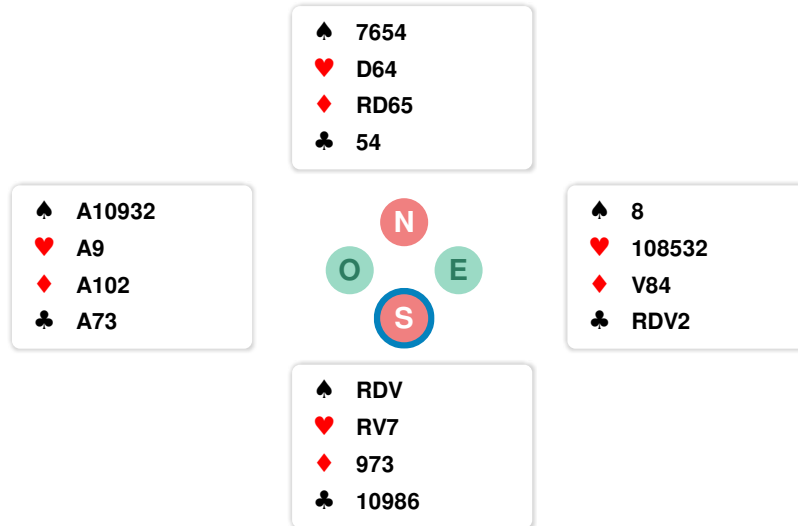 ♠ 7654
♥ D64
♦ RD65
♣ 54
♠ A10932
♥ A9
♦ A102
♣ A73
N
O E
S
♠ 8
♥ 108532
♦ V84
♣ RDV2
♠ RDV
♥ RV7
♦ 973
♣ 10986